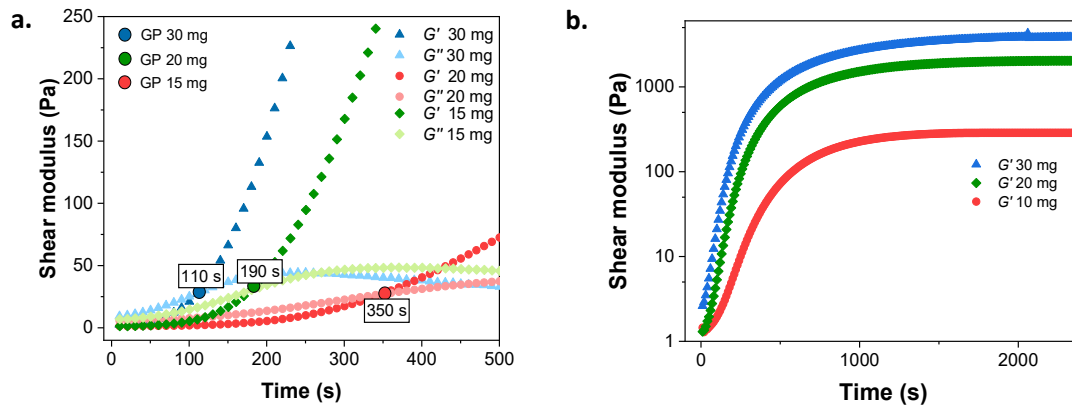 a.
Shear modulus (Pa)
250
200
150
100
50
0
GP 30 mg
GP 20 mg
GP 15 mg
G′ 30 mg
G″ 30 mg
G′ 20 mg
G″ 20 mg
G′ 15 mg
G″ 15 mg
110 s
190 s
350 s
0 100 200 300 400 500
Time (s)
b.
Shear modulus (Pa)
1000
100
10
1
G′ 30 mg
G′ 20 mg
G′ 10 mg
0 1000 2000
Time (s)